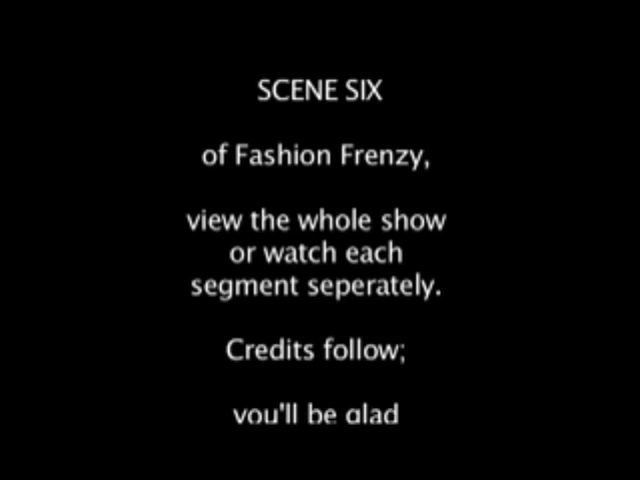 SCENE SIX
of Fashion Frenzy,
view the whole show
or watch each
segment seperately.
Credits follow;
you'll be glad